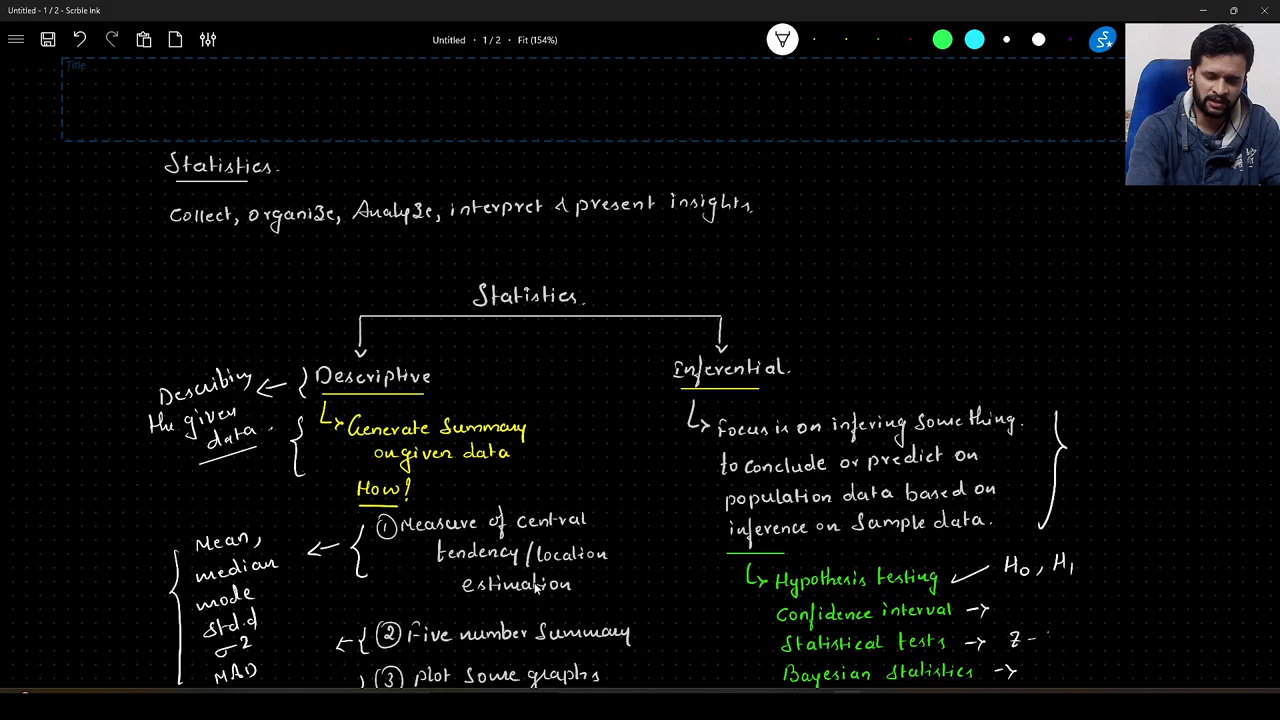 Untitled - 1 / 2 - Scrble Ink
Untitled • 1 / 2 • Fit (154%)
Title
Statistics.
Collect, organize, Analyze, interpret & present insights.
Statistics.
Describing
the given
data.
Descriptive
Generate Summary
on given data
How?
① Measure of central
tendency/location
estimation
Mean,
median
mode
std.d
σ2
MAD
② Five number Summary
③ plot some graphs
Inferential.
Focus is on infering Something.
to conclude or predict on
population data based on
inference on Sample data.
Hypothesis testing
H0, H1
Confidence interval →
Statistical tests → Z -
Bayesian Statistics →